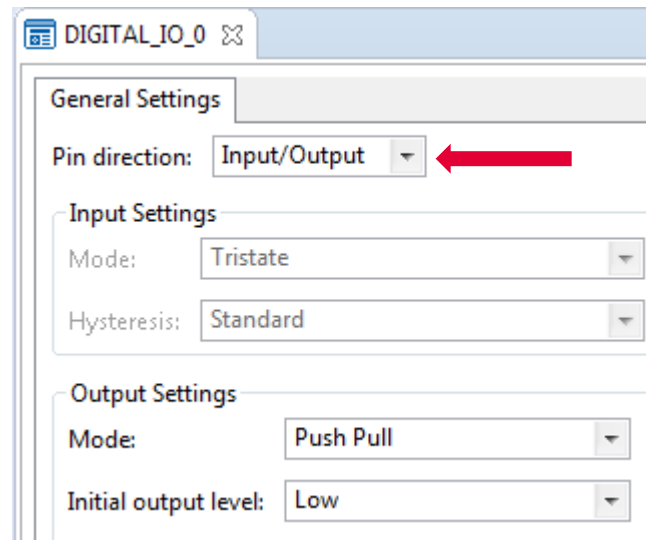 DIGITAL_IO_0
General Settings
Pin direction: Input/Output
Input Settings
Mode: Tristate
Hysteresis: Standard
Output Settings
Mode: Push Pull
Initial output level: Low